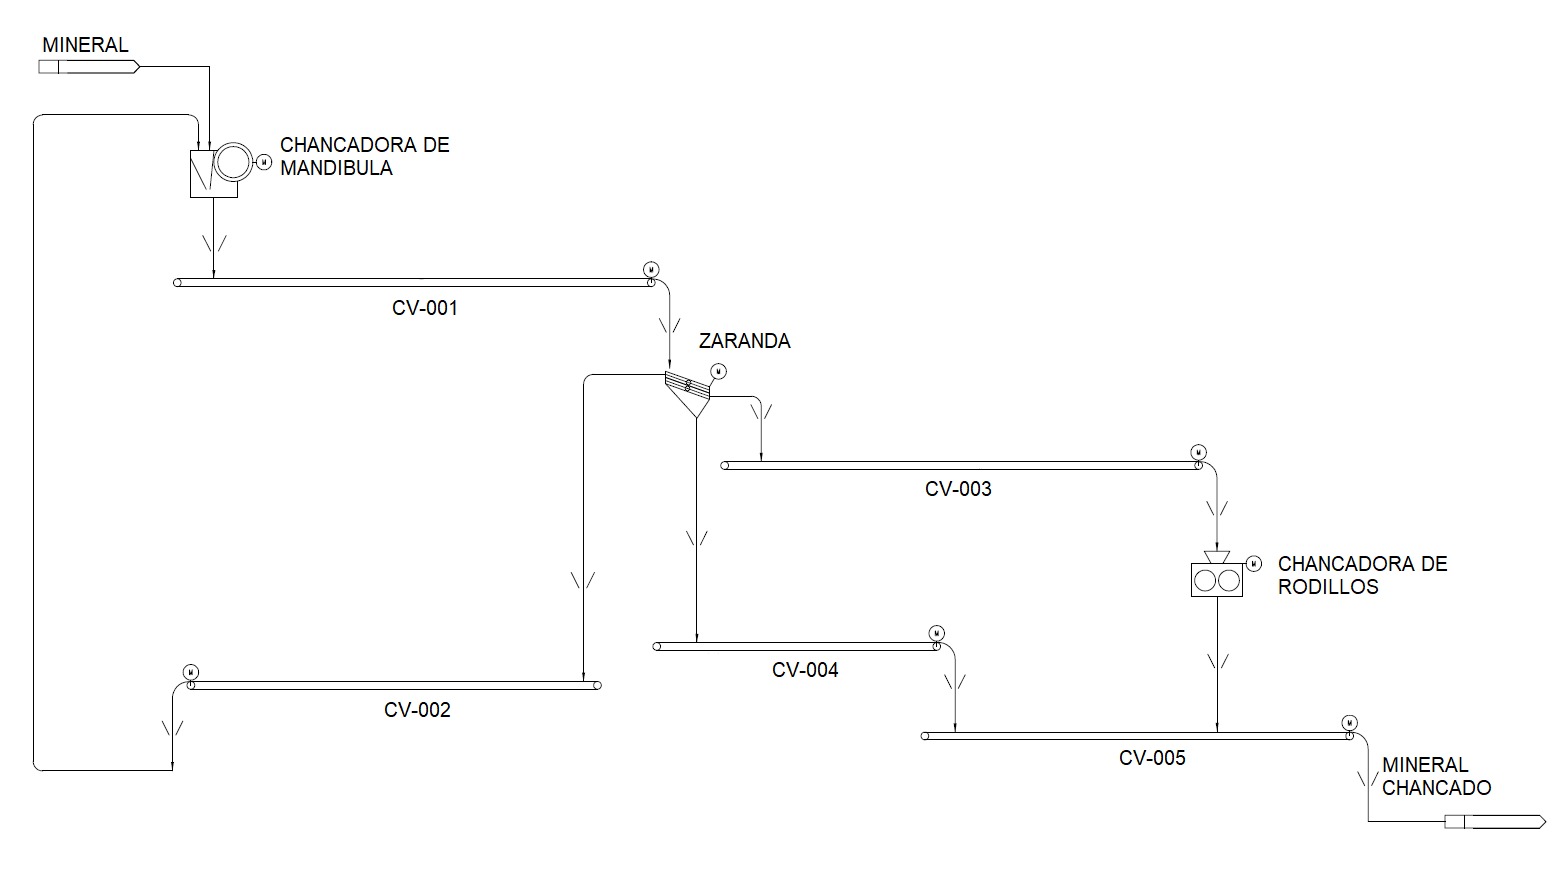 MINERAL
CHANCADORA DE
MANDIBULA
M
M
CV-001
ZARANDA
M
M
CV-003
M
CHANCADORA DE
RODILLOS
M
CV-004
M
CV-002
M
CV-005
MINERAL
CHANCADO